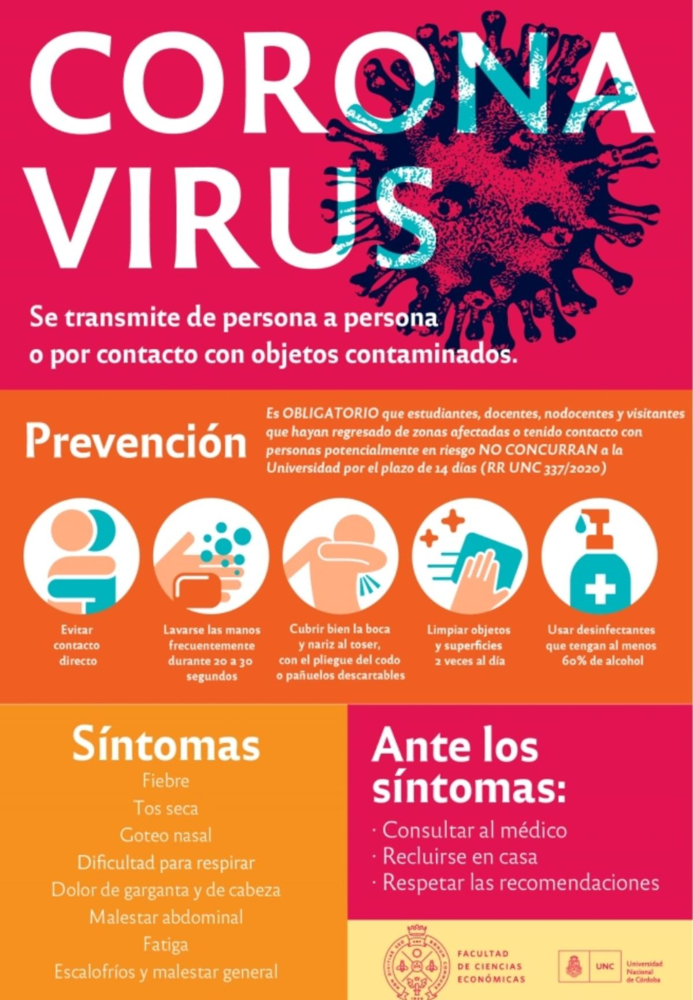 CORONA
VIRUS
Se transmite de persona a persona
o por contacto con objetos contaminados.
Prevención
Es OBLIGATORIO que estudiantes, docentes, nodocentes y visitantes
que hayan regresado de zonas afectadas o tenido contacto con
personas potencialmente en riesgo NO CONCURRAN a la
Universidad por el plazo de 14 días (RR UNC 337/2020)
Evitar
contacto
directo
Lavarse las manos
frecuentemente
durante 20 a 30
segundos
Cubrir bien la boca
y nariz al toser,
con el pliegue del codo
o pañuelos descartables
Limpiar objetos
y superficies
2 veces al día
Usar desinfectantes
que tengan al menos
60% de alcohol
Síntomas
Fiebre
Tos seca
Goteo nasal
Dificultad para respirar
Dolor de garganta y de cabeza
Malestar abdominal
Fatiga
Escalofríos y malestar general
Ante los
síntomas:
· Consultar al médico
· Recluirse en casa
· Respetar las recomendaciones
FACULTAD
DE CIENCIAS
ECONÓMICAS
UNC
Universidad
Nacional
de Córdoba